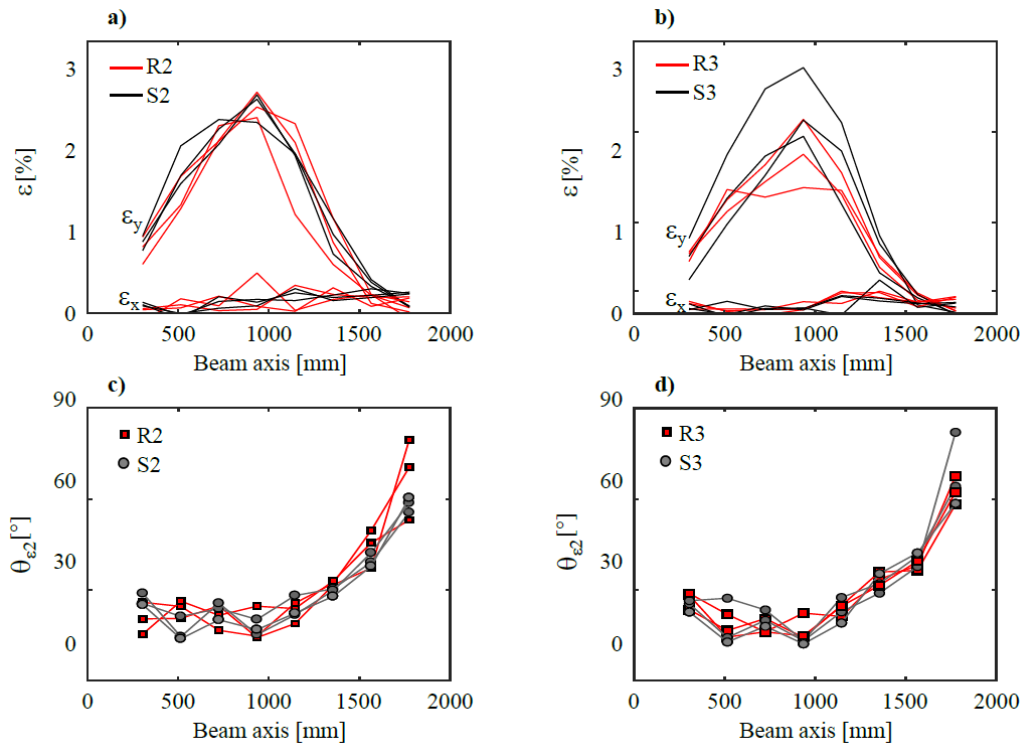 a)
3
2
1
0
ε [%]
R2
S2
εy
εx
0 500 1000 1500 2000
Beam axis [mm]
b)
3
2
1
0
ε [%]
R3
S3
εy
εx
0 500 1000 1500 2000
Beam axis [mm]
c)
90
60
30
0
θε2[°]
R2
S2
0 500 1000 1500 2000
Beam axis [mm]
d)
90
60
30
0
θε2[°]
R3
S3
0 500 1000 1500 2000
Beam axis [mm]